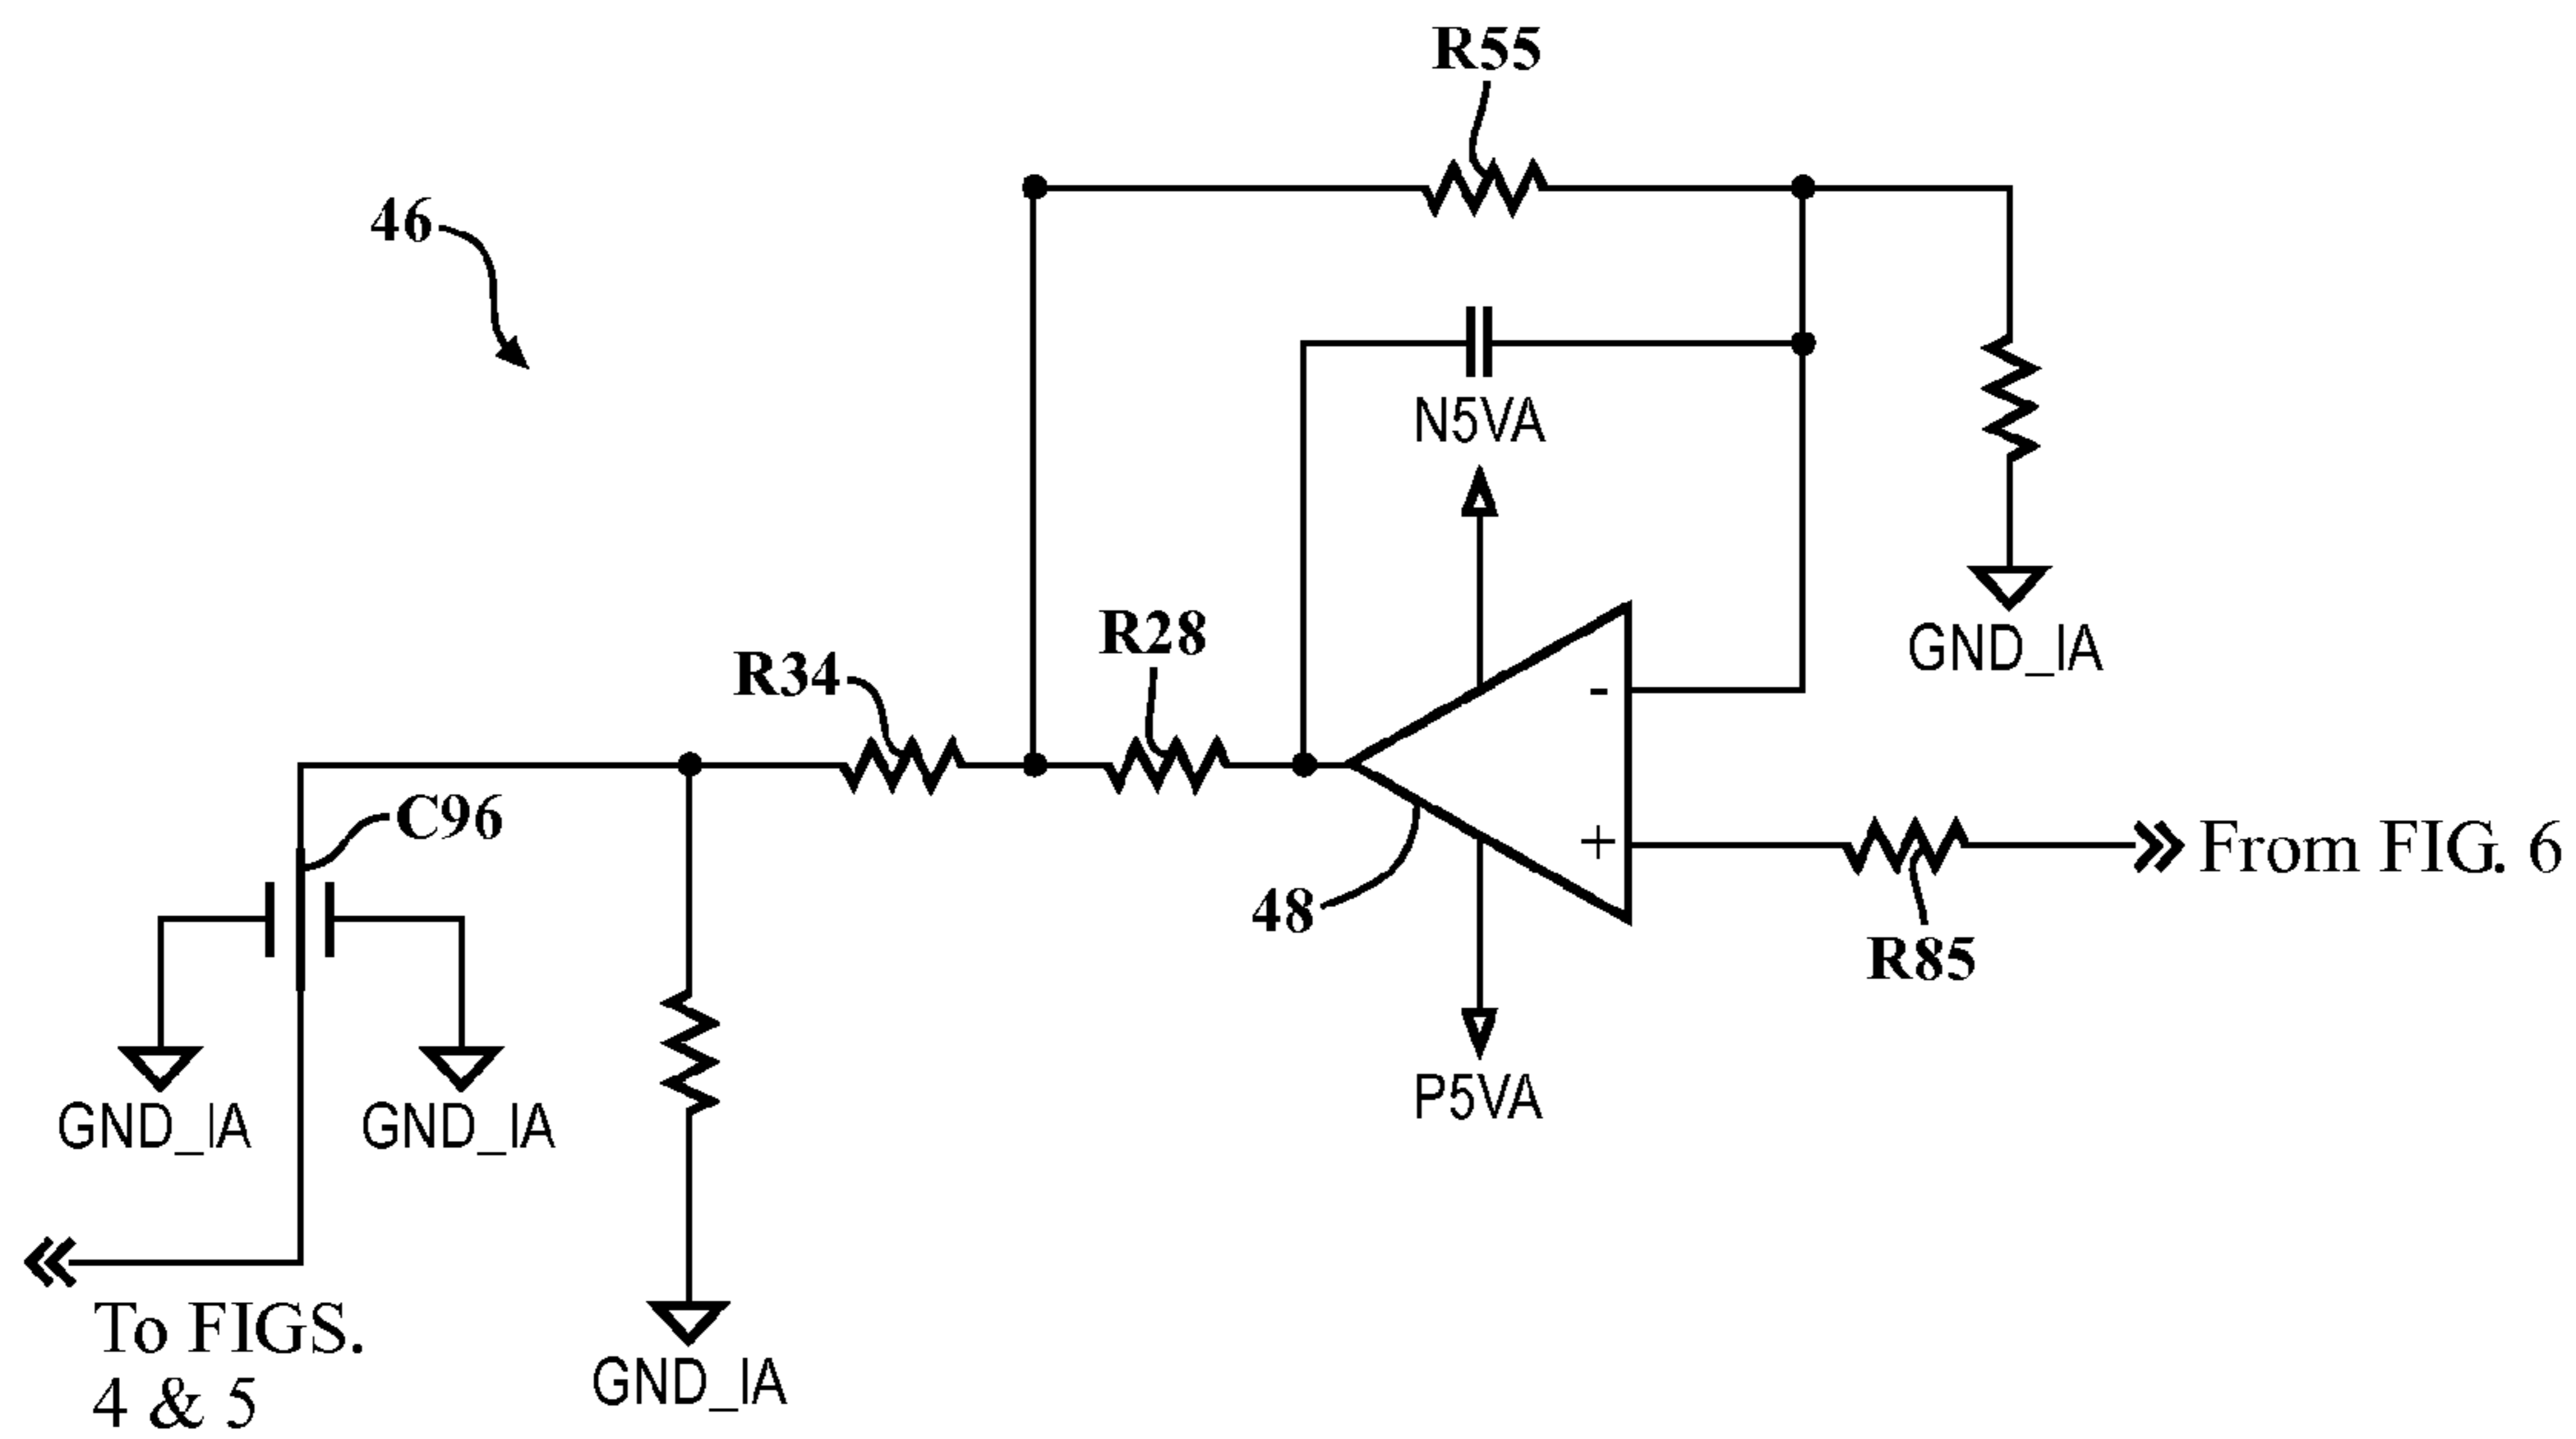 R55
46
N5VA
R28
R34
GND_IA
-
C96
+
From FIG. 6
48
R85
P5VA
GND_IA
GND_IA
To FIGS.
4 & 5
GND_IA